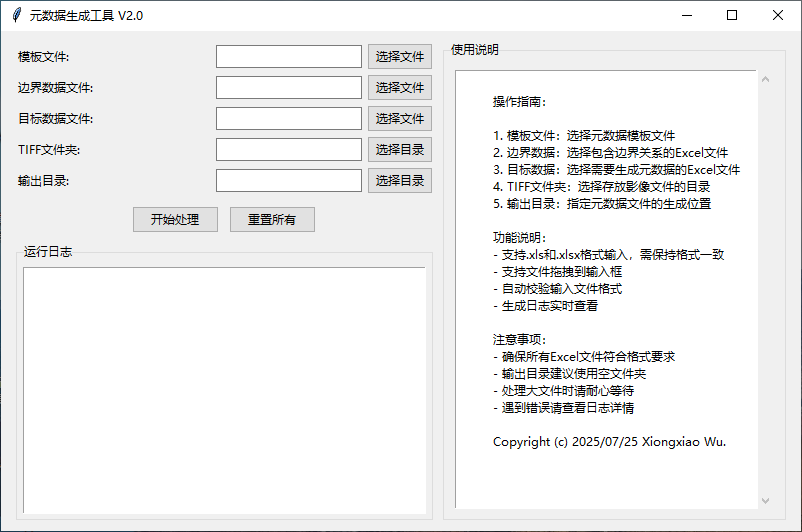 元数据生成工具 V2.0
模板文件:
选择文件
边界数据文件:
选择文件
目标数据文件:
选择文件
TIFF文件夹:
选择目录
输出目录:
选择目录
开始处理
重置所有
运行日志
使用说明
操作指南：
1. 模板文件：选择元数据模板文件
2. 边界数据：选择包含边界关系的Excel文件
3. 目标数据：选择需要生成元数据的Excel文件
4. TIFF文件夹：选择存放影像文件的目录
5. 输出目录：指定元数据文件的生成位置
功能说明：
- 支持.xls和.xlsx格式输入，需保持格式一致
- 支持文件拖拽到输入框
- 自动校验输入文件格式
- 生成日志实时查看
注意事项：
- 确保所有Excel文件符合格式要求
- 输出目录建议使用空文件夹
- 处理大文件时请耐心等待
- 遇到错误请查看日志详情
Copyright (c) 2025/07/25 Xiongxiao Wu.